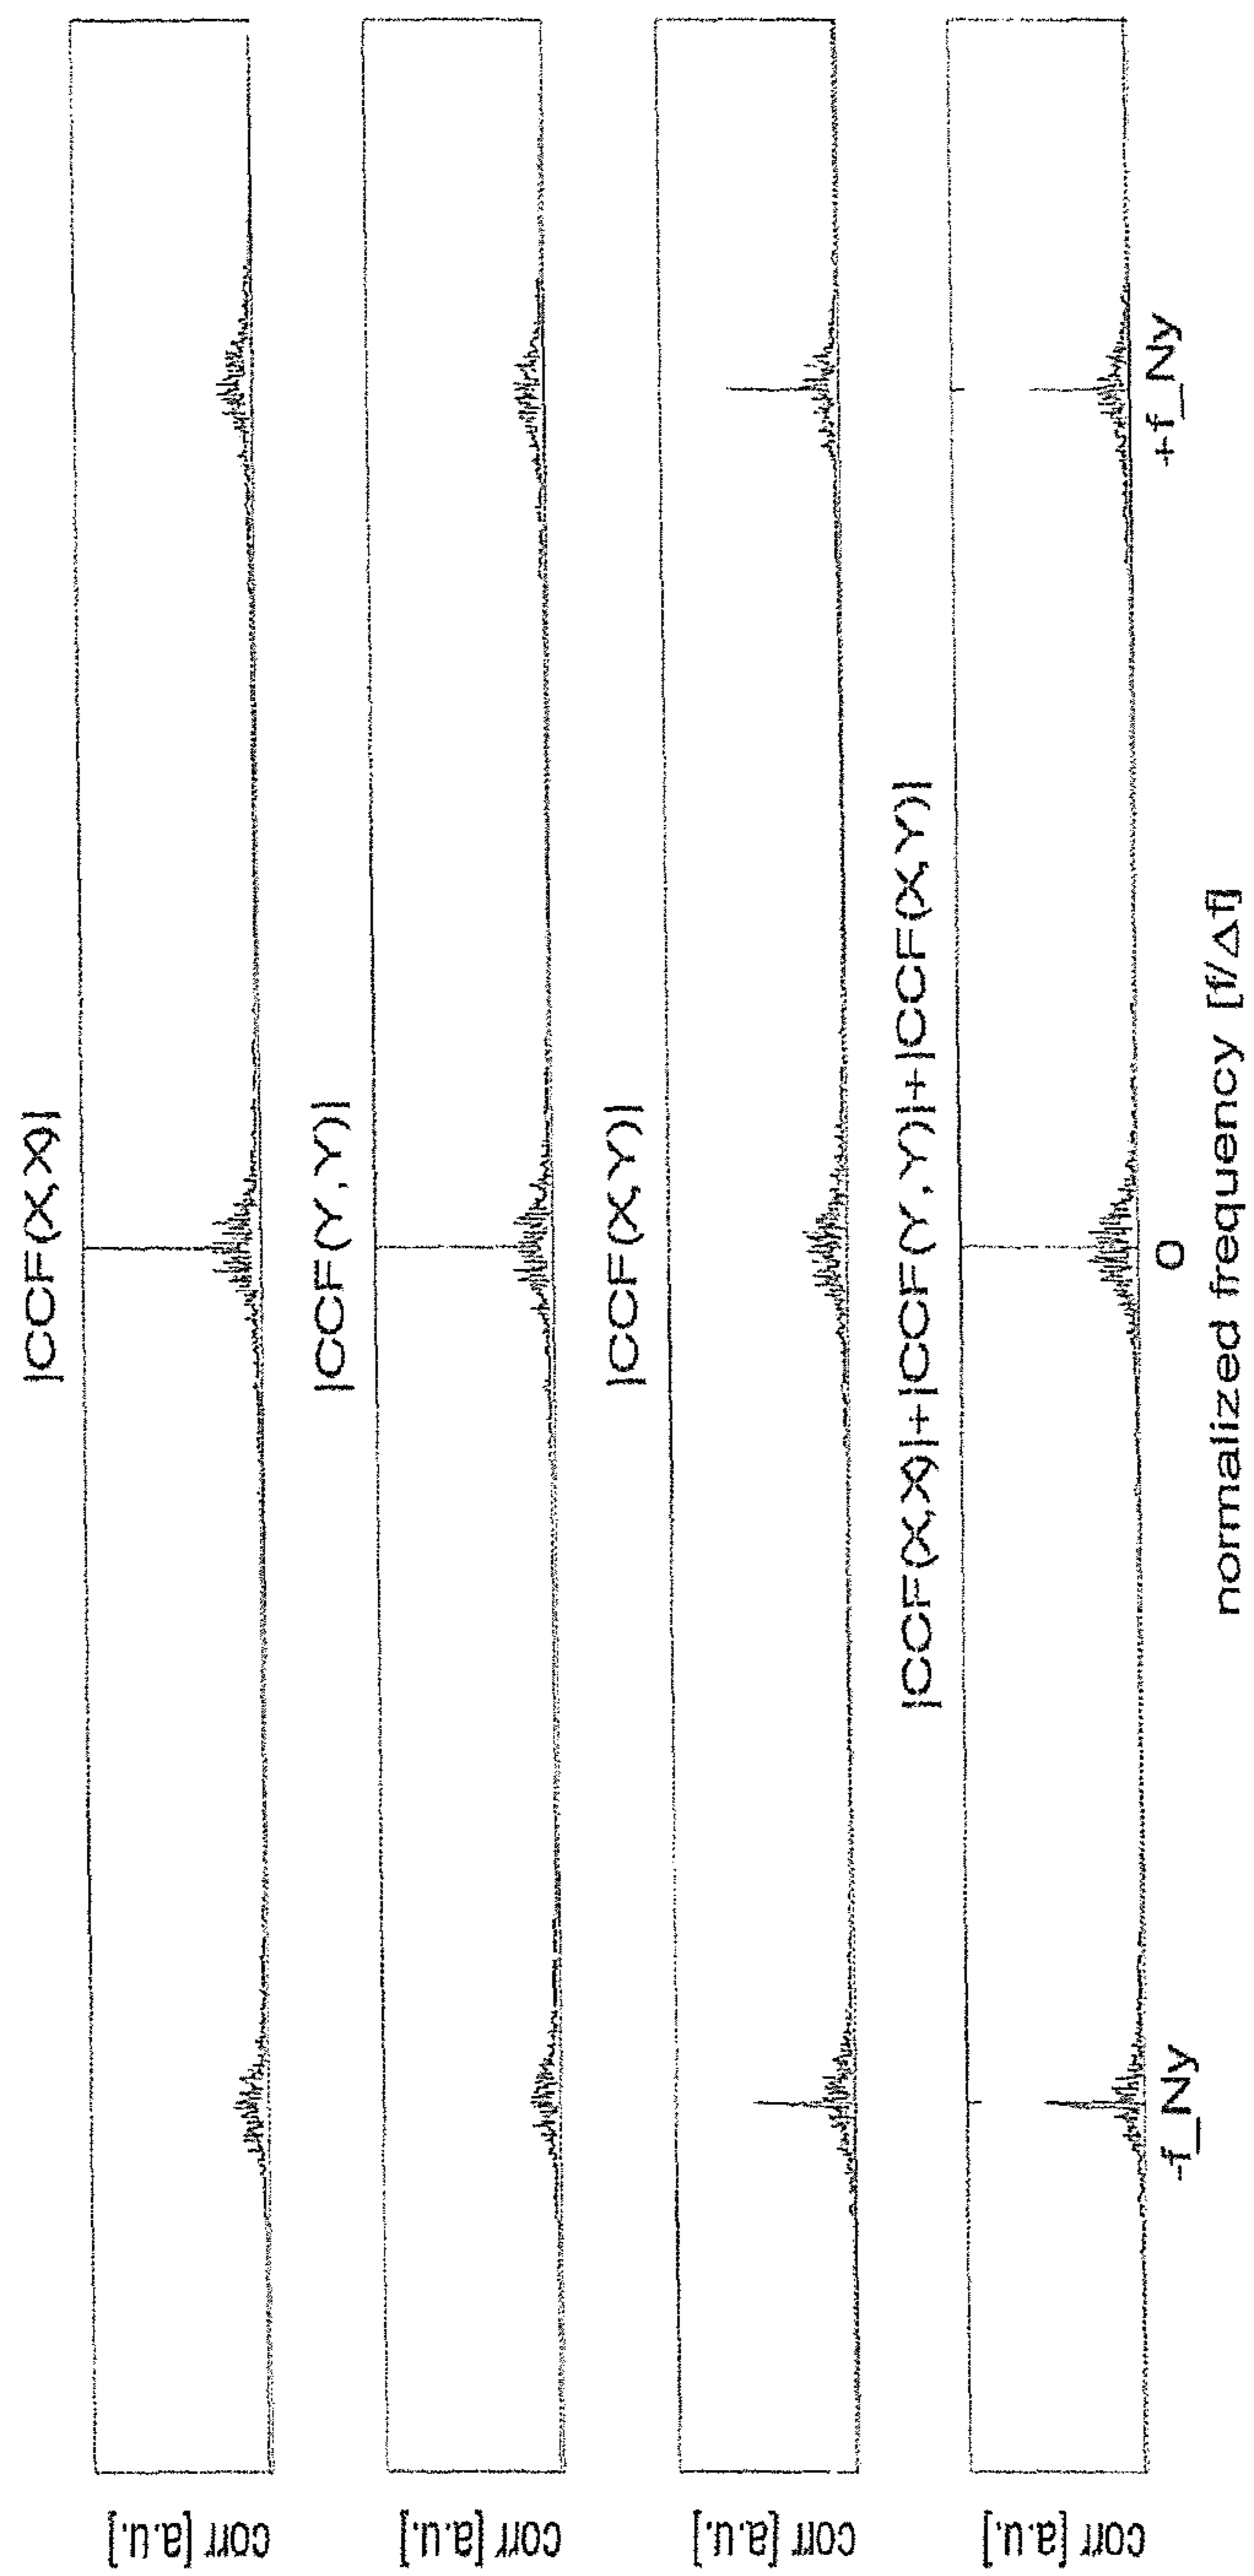 |CCF(X,X)|
corr [a.u.]
|CCF(Y,Y)|
corr [a.u.]
|CCF(X,Y)|
corr [a.u.]
|CCF(X,X)|+|CCF(Y,Y)|+|CCF(X,Y)|
corr [a.u.]
-f_Ny 0 +f_Ny
normalized frequency [f/Δf]